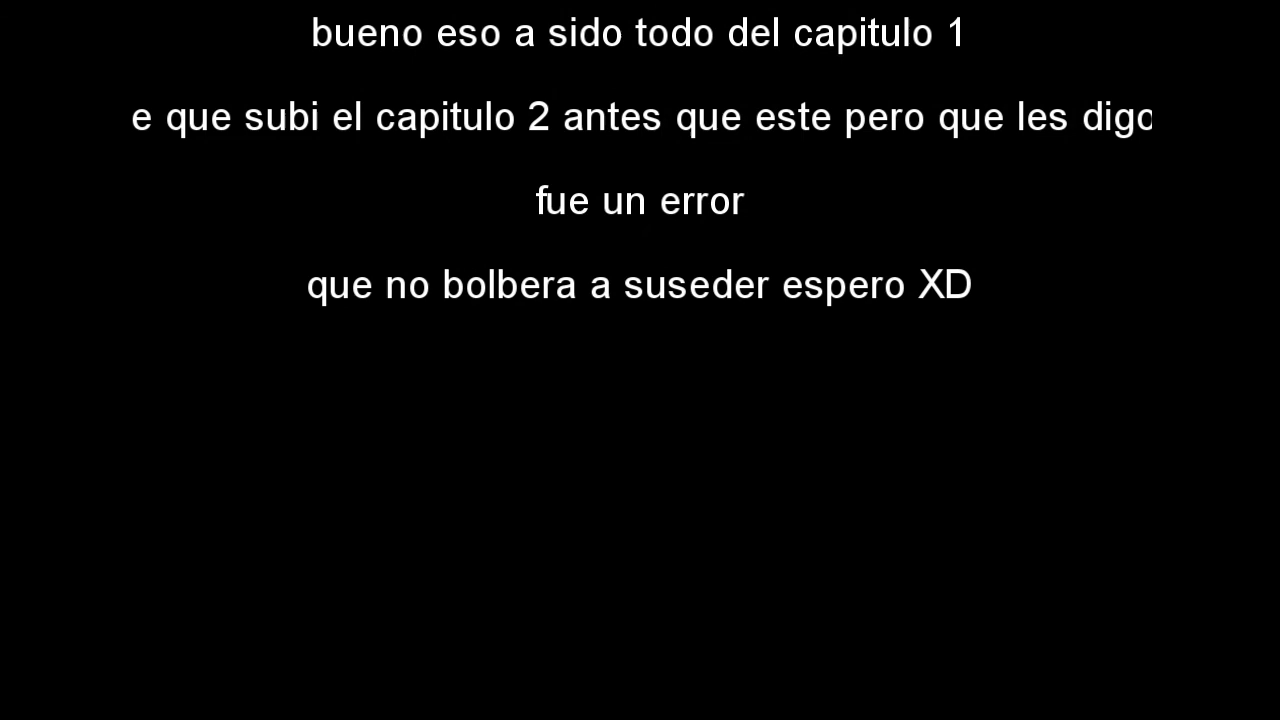 bueno eso a sido todo del capitulo 1
e que subi el capitulo 2 antes que este pero que les digo
fue un error
que no bolbera a suseder espero XD